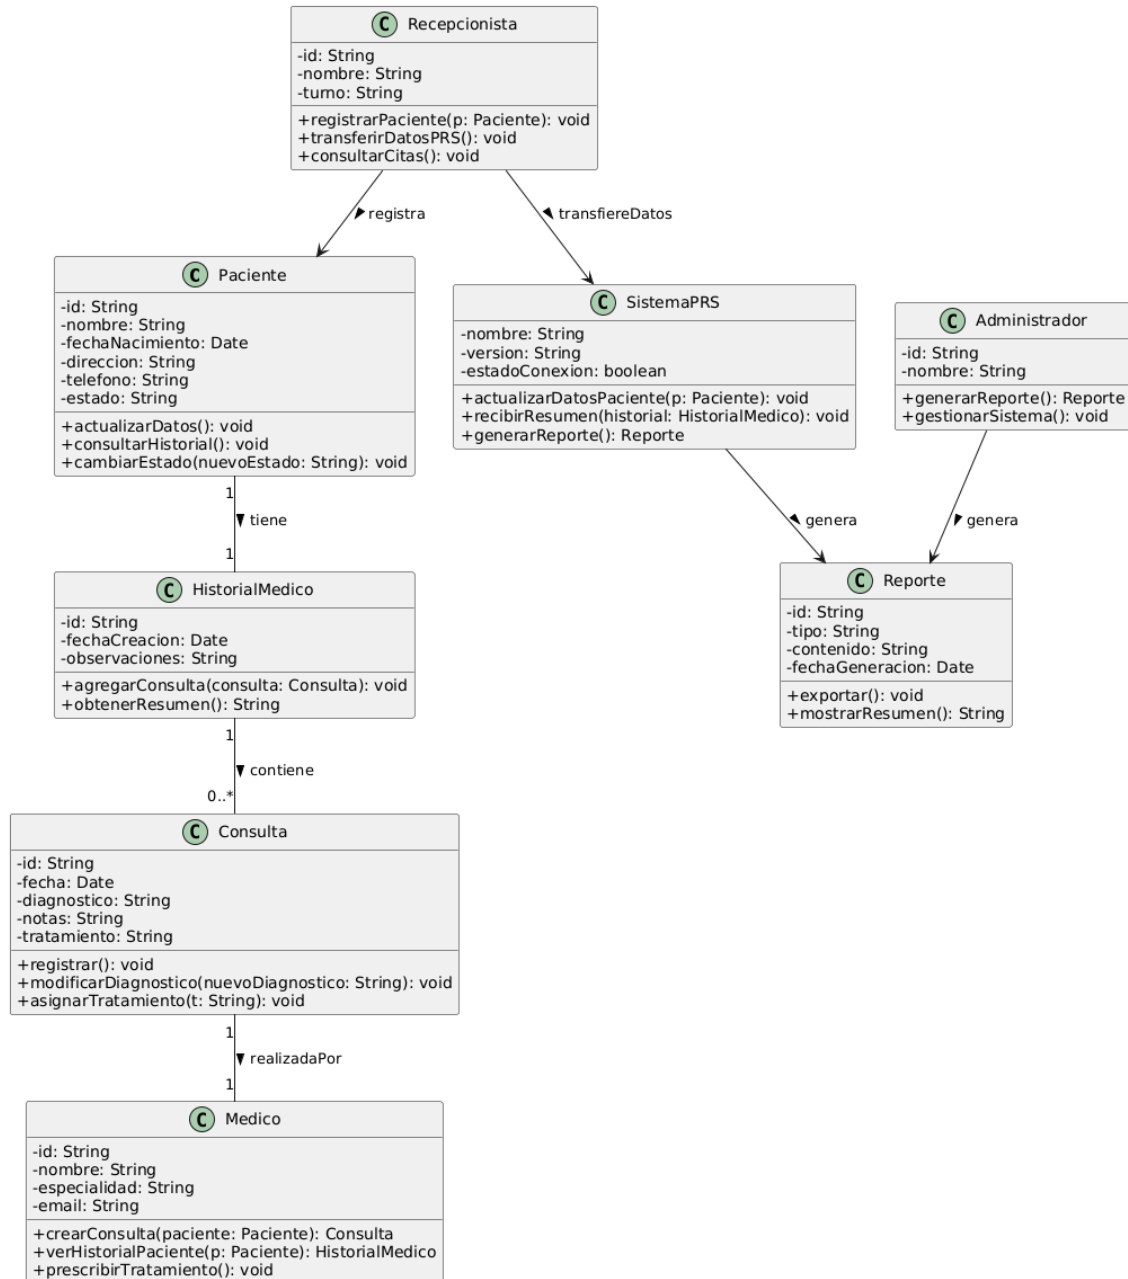 C Recepcionista
-id: String
-nombre: String
-turno: String
+registrarPaciente(p: Paciente): void
+transferirDatosPRS(): void
+consultarCitas(): void
registra
transfiereDatos
C Paciente
-id: String
-nombre: String
-fechaNacimiento: Date
-direccion: String
-telefono: String
-estado: String
+actualizarDatos(): void
+consultarHistorial(): void
+cambiarEstado(nuevoEstado: String): void
C SistemaPRS
-nombre: String
-version: String
-estadoConexion: boolean
+actualizarDatosPaciente(p: Paciente): void
+recibirResumen(historial: HistorialMedico): void
+generarReporte(): Reporte
C Administrador
-id: String
-nombre: String
+generarReporte(): Reporte
+gestionarSistema(): void
1
tiene
1
genera
genera
C HistorialMedico
-id: String
-fechaCreacion: Date
-observaciones: String
+agregarConsulta(consulta: Consulta): void
+obtenerResumen(): String
C Reporte
-id: String
-tipo: String
-contenido: String
-fechaGeneracion: Date
+exportar(): void
+mostrarResumen(): String
1
contiene
0..*
C Consulta
-id: String
-fecha: Date
-diagnostico: String
-notas: String
-tratamiento: String
+registrar(): void
+modificarDiagnostico(nuevoDiagnostico: String): void
+asignarTratamiento(t: String): void
1
realizadaPor
1
C Medico
-id: String
-nombre: String
-especialidad: String
-email: String
+crearConsulta(paciente: Paciente): Consulta
+verHistorialPaciente(p: Paciente): HistorialMedico
+prescribirTratamiento(): void